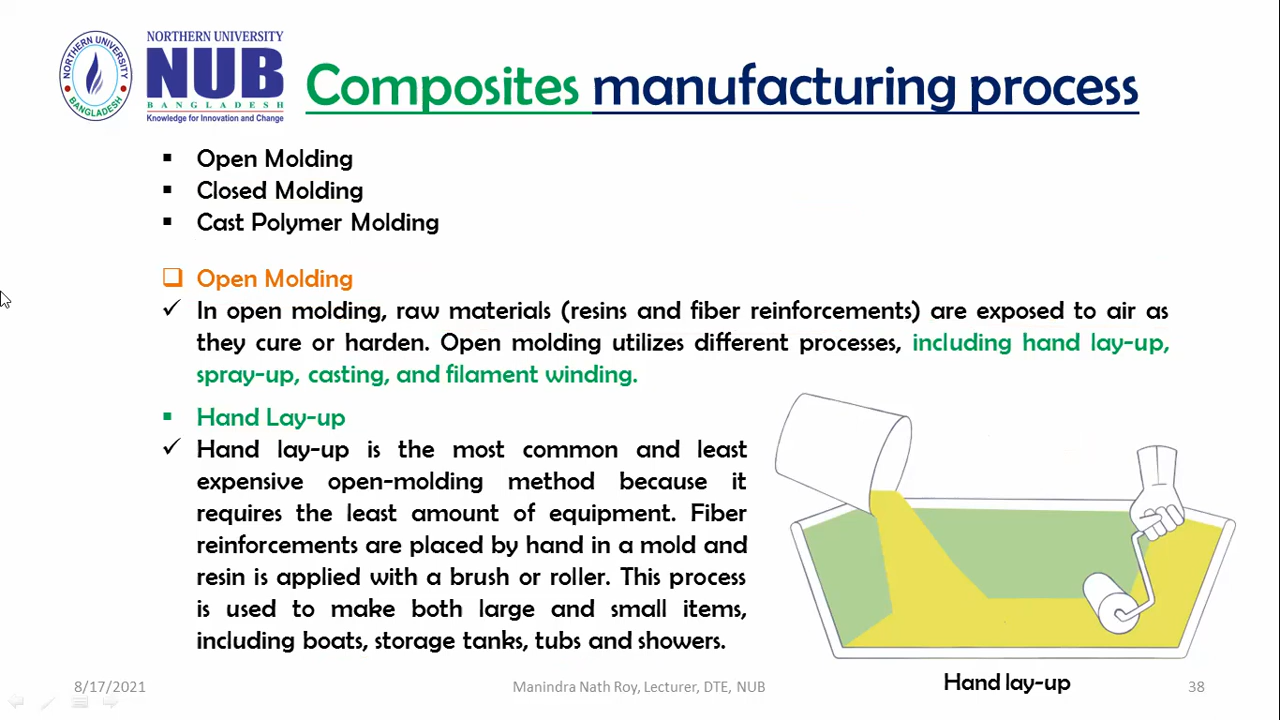 NORTHERN UNIVERSITY
BANGLADESH
NORTHERN UNIVERSITY
NUB
BANGLADESH
Knowledge for Innovation and Change
Composites manufacturing process
Open Molding
Closed Molding
Cast Polymer Molding
Open Molding
In open molding, raw materials (resins and fiber reinforcements) are exposed to air as
they cure or harden. Open molding utilizes different processes, including hand lay-up,
spray-up, casting, and filament winding.
Hand Lay-up
Hand lay-up is the most common and least
expensive open-molding method because it
requires the least amount of equipment. Fiber
reinforcements are placed by hand in a mold and
resin is applied with a brush or roller. This process
is used to make both large and small items,
including boats, storage tanks, tubs and showers.
Hand lay-up
8/17/2021
Manindra Nath Roy, Lecturer, DTE, NUB
38